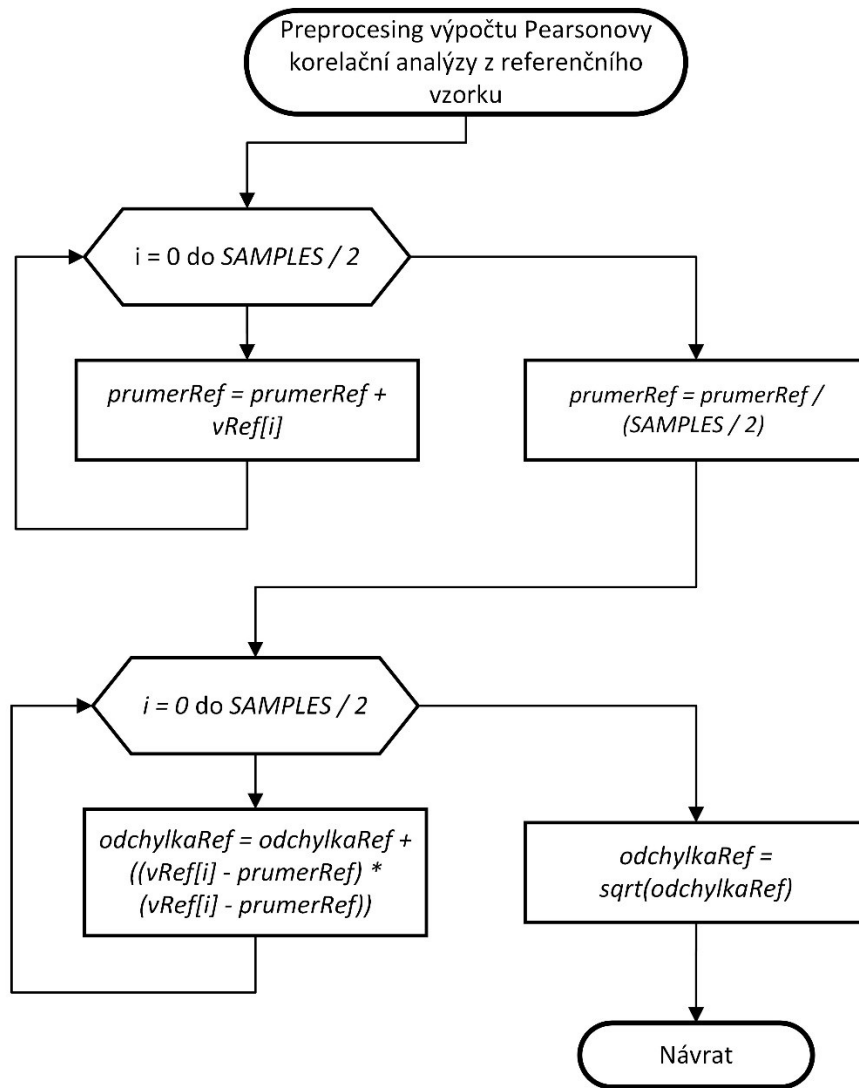 Preprocesing výpočtu Pearsonovy
korelační analýzy z referenčního
vzorku
i = 0 do SAMPLES / 2
prumerRef = prumerRef +
vRef[i]
prumerRef = prumerRef /
(SAMPLES / 2)
i = 0 do SAMPLES / 2
odchylkaRef = odchylkaRef +
((vRef[i] - prumerRef) *
(vRef[i] - prumerRef))
odchylkaRef =
sqrt(odchylkaRef)
Návrat